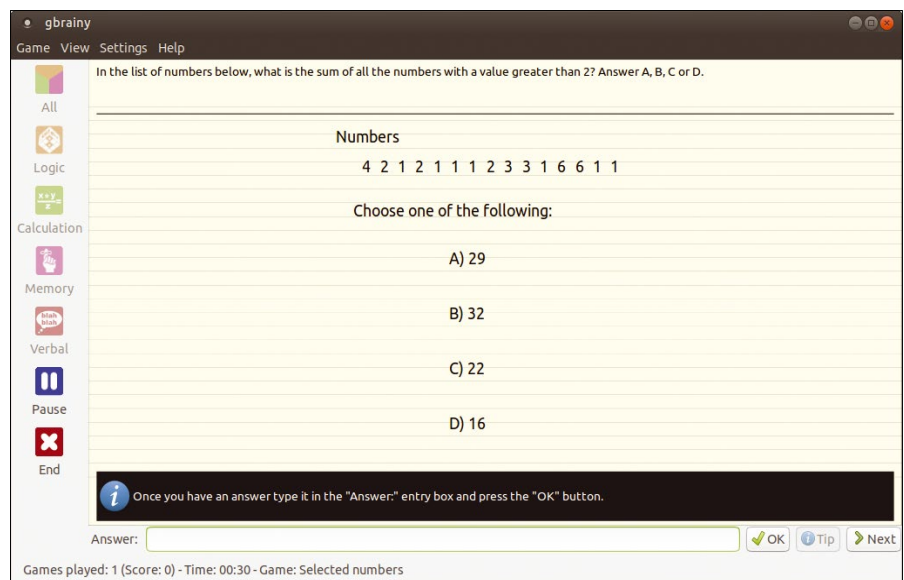 gbrainy
Game View Settings Help
In the list of numbers below, what is the sum of all the numbers with a value greater than 2? Answer A, B, C or D.
All
Numbers
Logic
4 2 1 2 1 1 1 2 3 3 1 6 6 1 1
x+y
z =
Choose one of the following:
Calculation
A) 29
Memory
blah
blah
B) 32
Verbal
C) 22
Pause
D) 16
End
i Once you have an answer type it in the "Answer:" entry box and press the "OK" button.
Answer: OK Tip Next
Games played: 1 (Score: 0) - Time: 00:30 - Game: Selected numbers